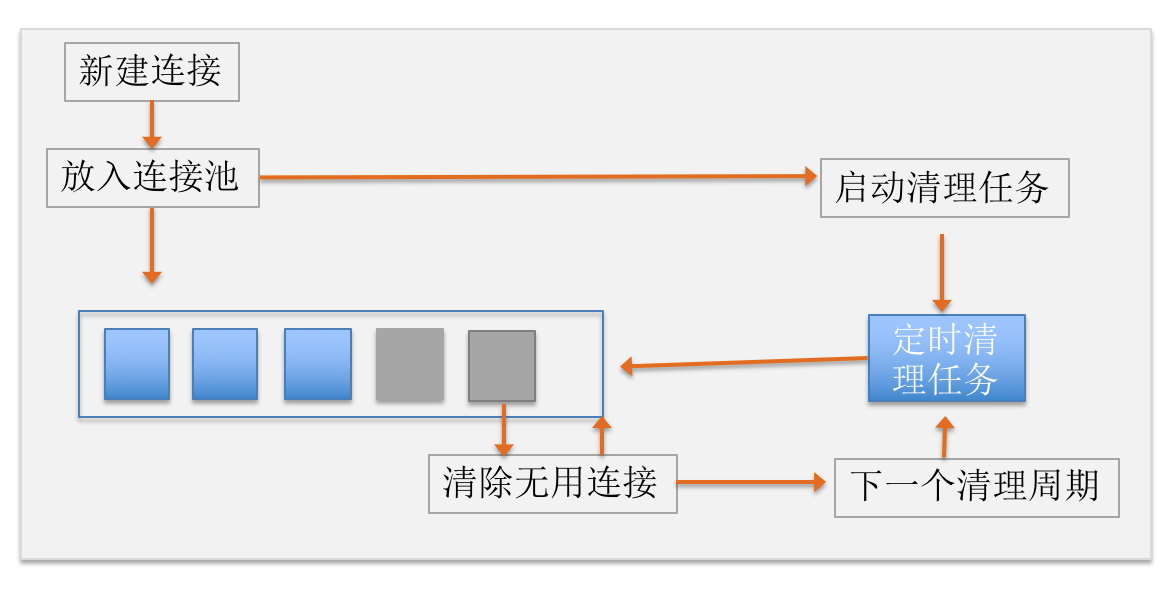 新建连接
放入连接池
启动清理任务
定时清
理任务
清除无用连接
下一个清理周期